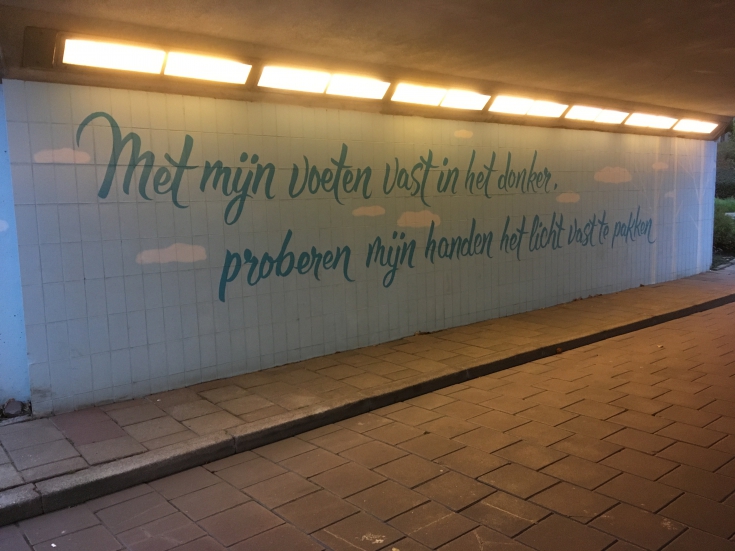 Met mijn voeten vast in het donker,
proberen mijn handen het licht vast te pakken